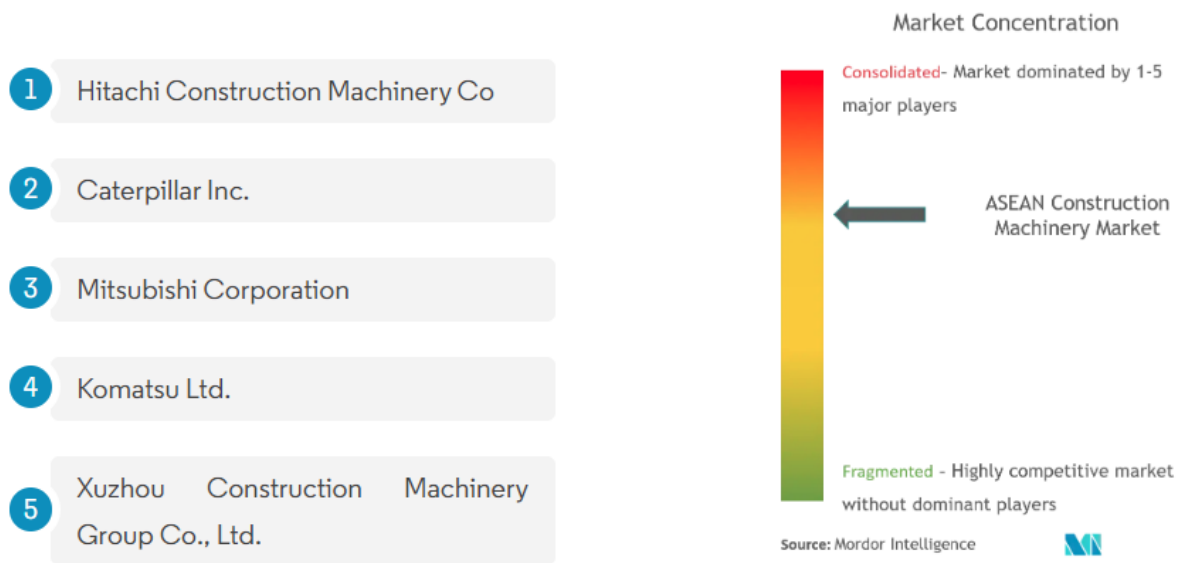 1
Hitachi Construction Machinery Co
2
Caterpillar Inc.
3
Mitsubishi Corporation
4
Komatsu Ltd.
5
Xuzhou Construction Machinery
Group Co., Ltd.
Market Concentration
Consolidated- Market dominated by 1-5
major players
ASEAN Construction
Machinery Market
Fragmented - Highly competitive market
without dominant players
Source: Mordor Intelligence